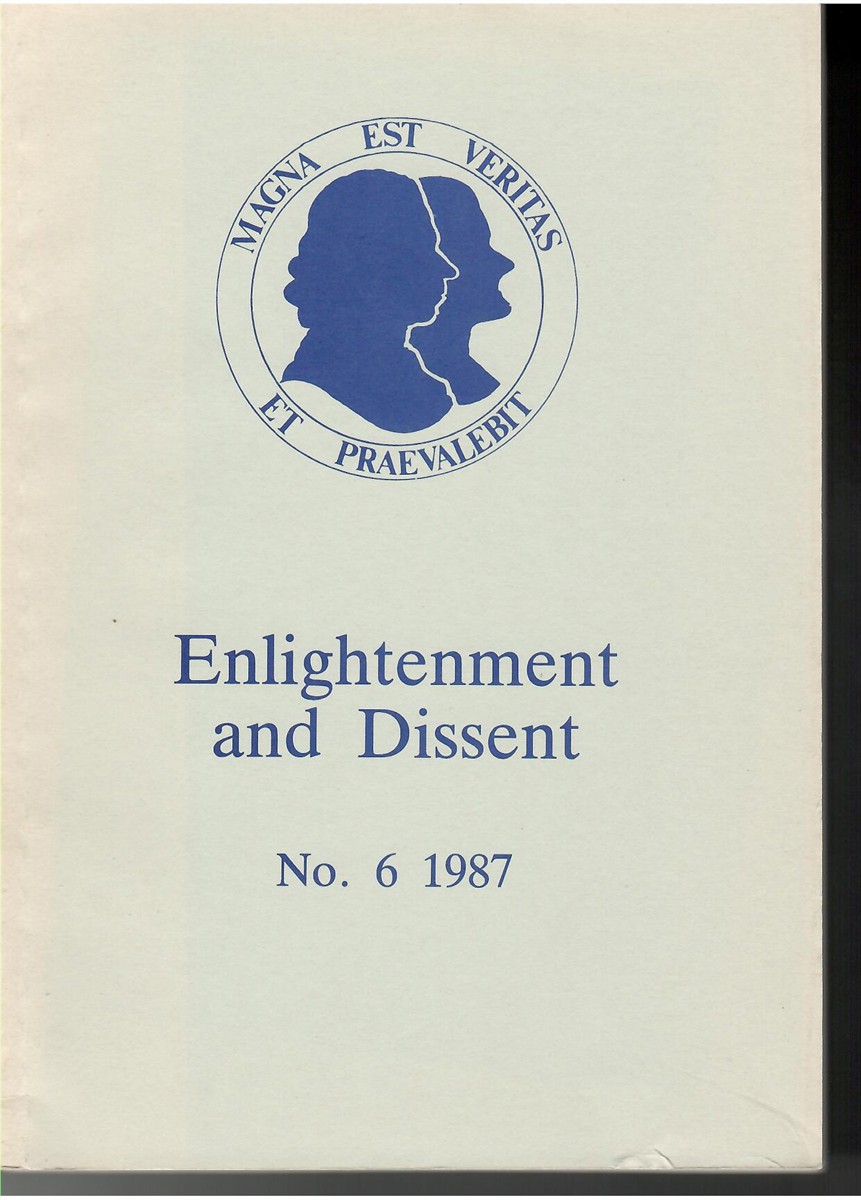 MAGNA EST VERITAS
ET PRAEVALEBIT
Enlightenment
and Dissent
No. 6 1987